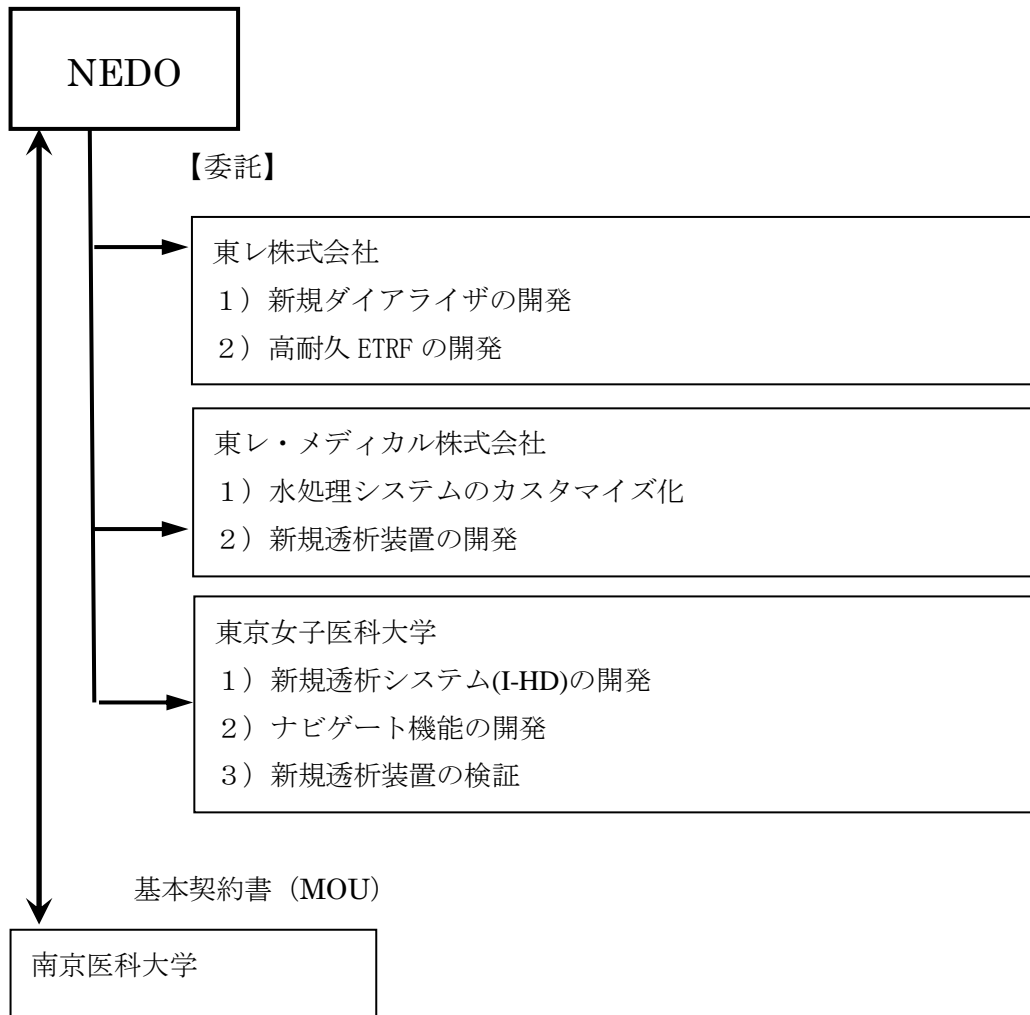 NEDO
【委託】
東レ株式会社
１）新規ダイアライザの開発
２）高耐久 ETRF の開発
東レ・メディカル株式会社
１）水処理システムのカスタマイズ化
２）新規透析装置の開発
東京女子医科大学
１）新規透析システム(I-HD)の開発
２）ナビゲート機能の開発
３）新規透析装置の検証
基本契約書（MOU）
南京医科大学